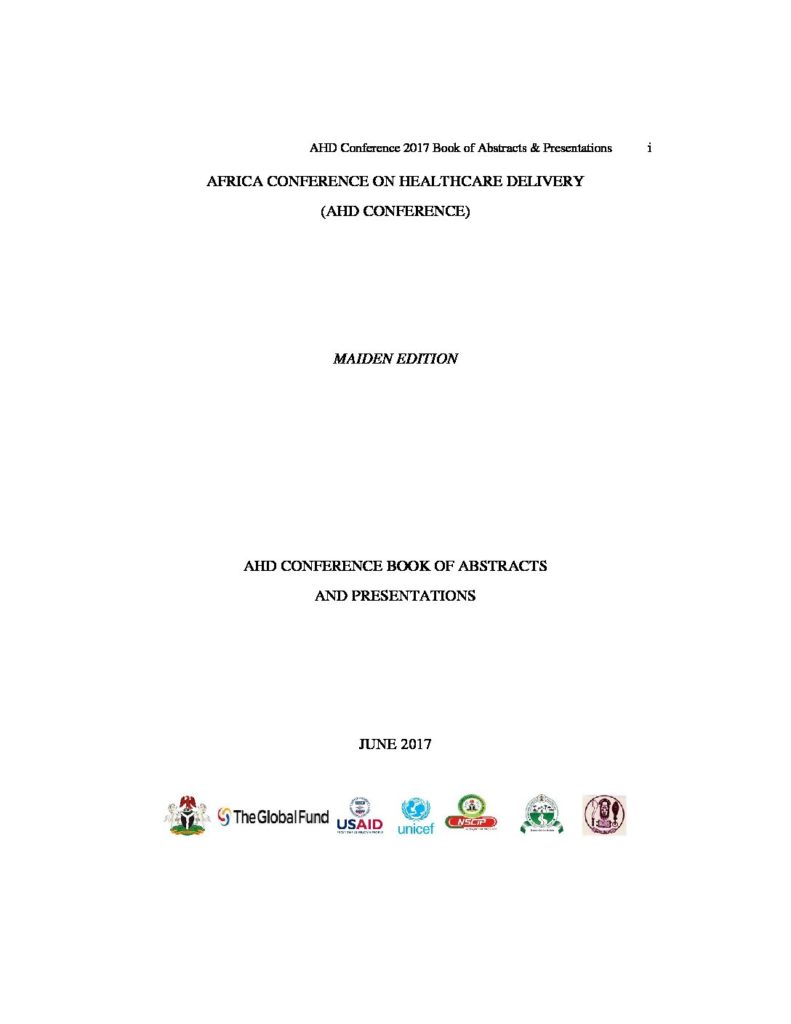 AHD Conference 2017 Book of Abstracts & Presentations i
AFRICA CONFERENCE ON HEALTHCARE DELIVERY
(AHD CONFERENCE)
MAIDEN EDITION
AHD CONFERENCE BOOK OF ABSTRACTS
AND PRESENTATIONS
JUNE 2017
The Global Fund
USAID
unicef
NSCIP